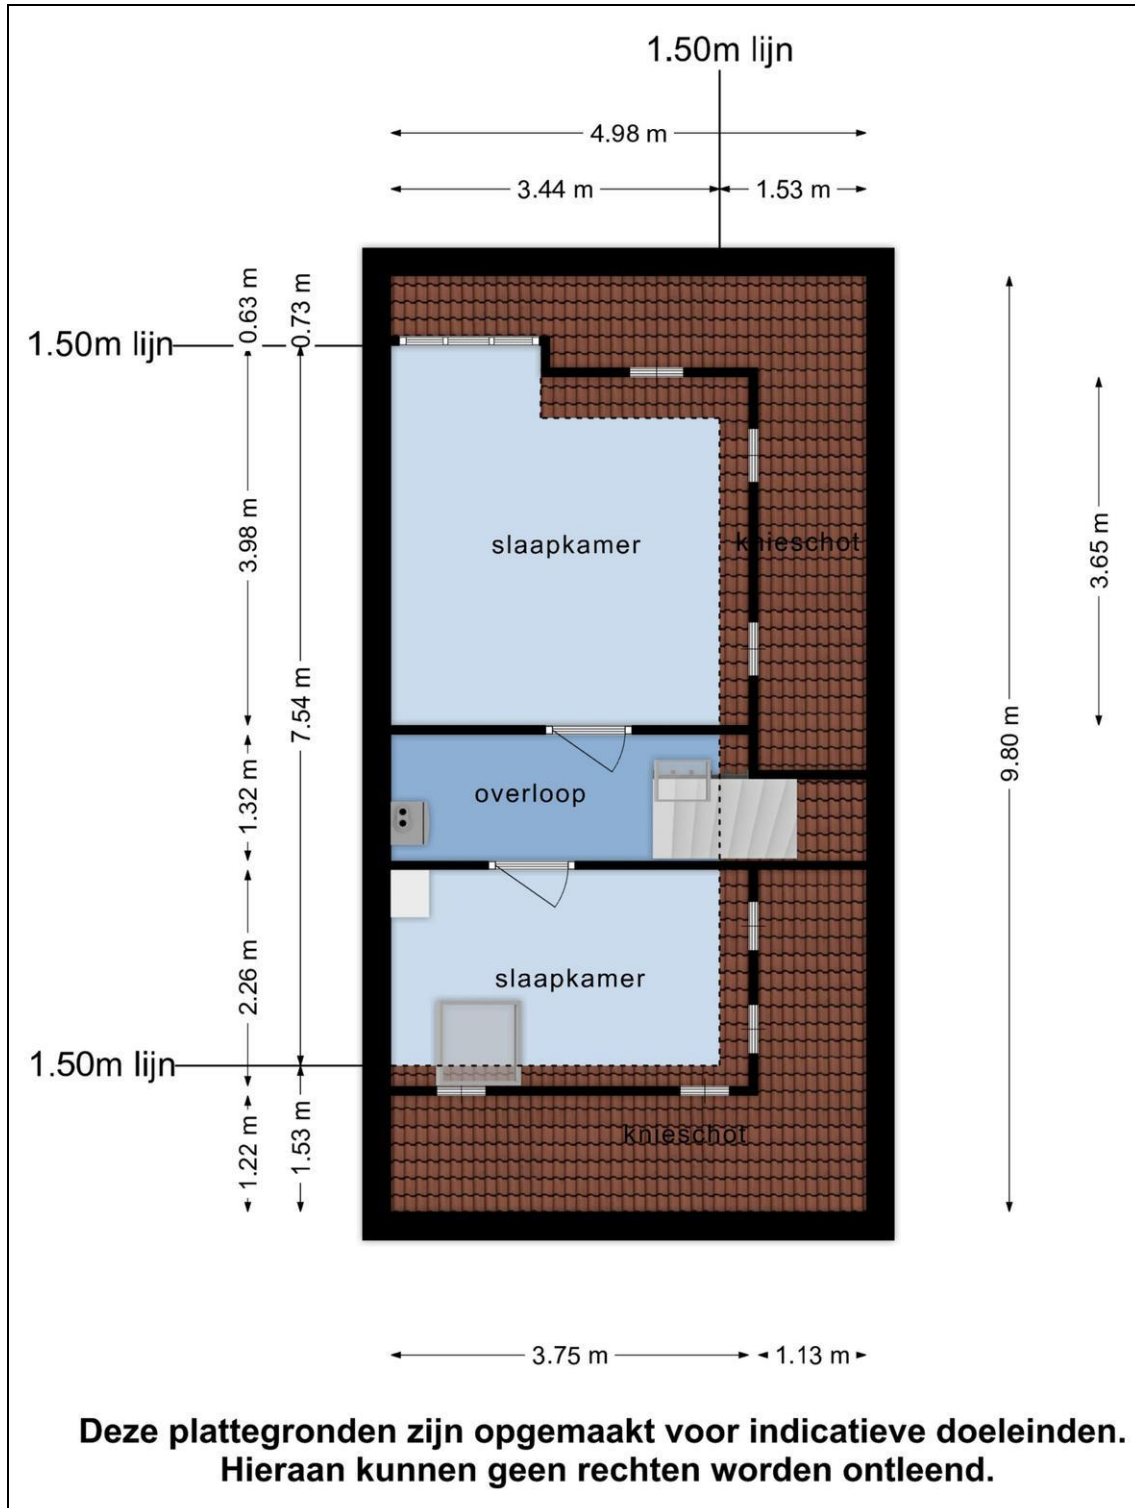 1.50m lijn
4.98 m
3.44 m
1.53 m
0.63 m
0.73 m
1.50m lijn
3.98 m
slaapkamer
knieschot
3.65 m
7.54 m
9.80 m
1.32 m
overloop
2.26 m
slaapkamer
1.50m lijn
1.22 m
1.53 m
knieschot
3.75 m
1.13 m
Deze plattegronden zijn opgemaakt voor indicatieve doeleinden.
Hieraan kunnen geen rechten worden ontleend.